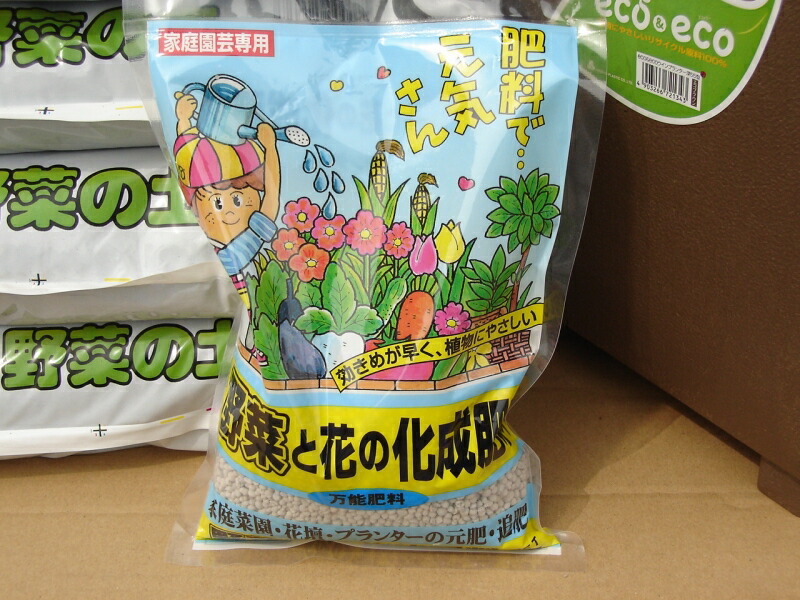 家庭園芸専用
肥料で…
元気
さん
効きめが早く、植物にやさしい
野菜と花の化成肥
万能肥料
家庭菜園・花壇・プランターの元肥・追肥
野菜の
野菜の土
野菜の土
eco & eco